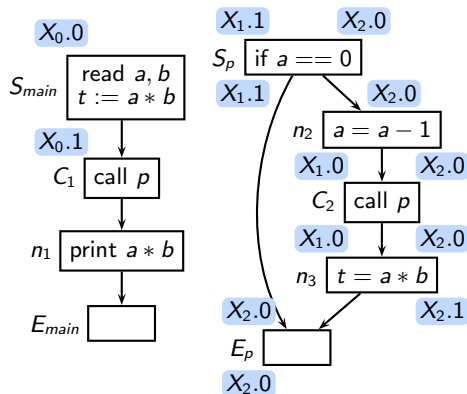 X0.0
S_main
read a, b
t := a * b
X0.1
C1 call p
n1 print a * b
E_main
X1.1 X2.0
Sp if a == 0
X1.1 X2.0
n2 a = a − 1
X1.0 X2.0
C2 call p
X1.0 X2.0
n3 t = a * b
X2.0 X2.1
Ep
X2.0